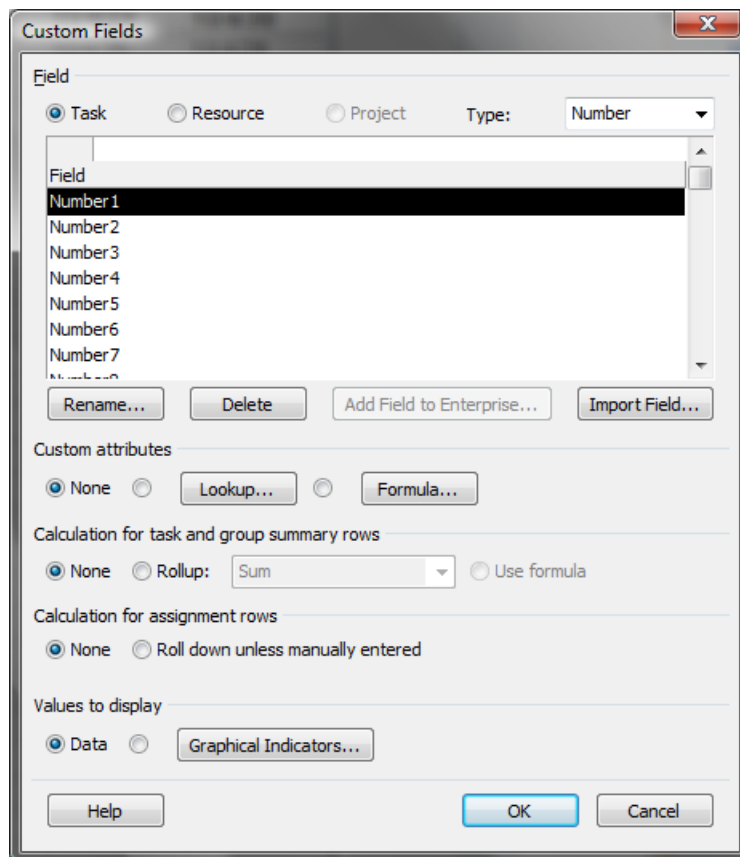 Custom Fields
Field
Task Resource Project Type: Number
Field
Number1
Number2
Number3
Number4
Number5
Number6
Number7
Rename... Delete Add Field to Enterprise... Import Field...
Custom attributes
None Lookup... Formula...
Calculation for task and group summary rows
None Rollup: Sum Use formula
Calculation for assignment rows
None Roll down unless manually entered
Values to display
Data Graphical Indicators...
Help OK Cancel